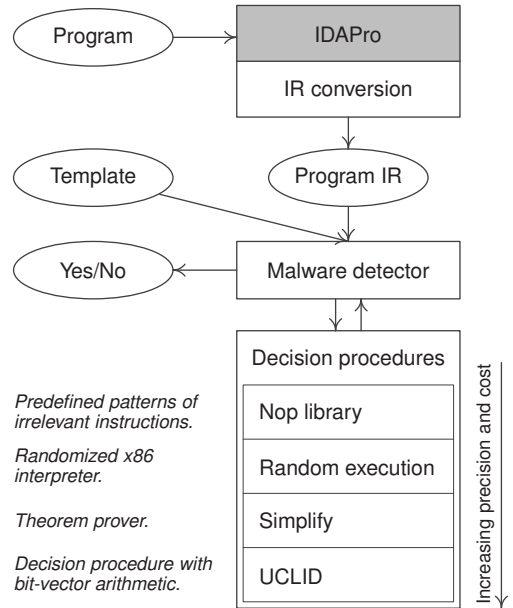 Program
IDAPro
IR conversion
Template
Program IR
Yes/No
Malware detector
Decision procedures
Predefined patterns of
irrelevant instructions.
Nop library
Randomized x86
interpreter.
Random execution
Theorem prover.
Simplify
Decision procedure with
bit-vector arithmetic.
UCLID
Increasing precision and cost